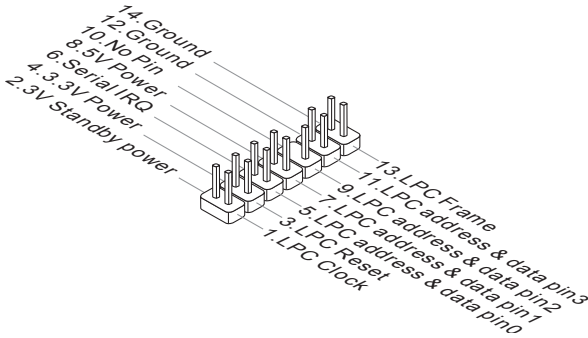 14.Ground
12.Ground
10.No Pin
8.5V Power
6.Serial IRQ
4.3.3V Power
2.3V Standby power
13.LPC Frame
11.LPC address & data pin3
9.LPC address & data pin2
7.LPC address & data pin1
5.LPC address & data pin0
3.LPC Reset
1.LPC Clock